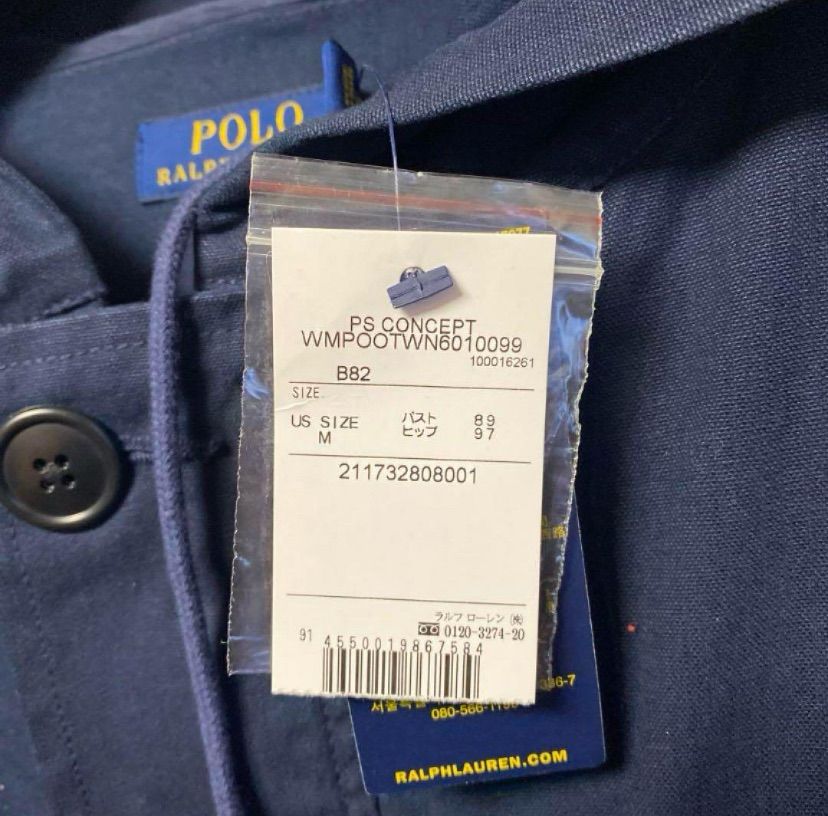 POLO
PS CONCEPT
WMPOOTWN6010099
100016261
B82
SIZE.
US SIZE バスト 89
M ヒップ 97
211732808001
ラルフ ローレン ㈱
0120-3274-20
91 4550019867584
RALPHLAUREN.COM